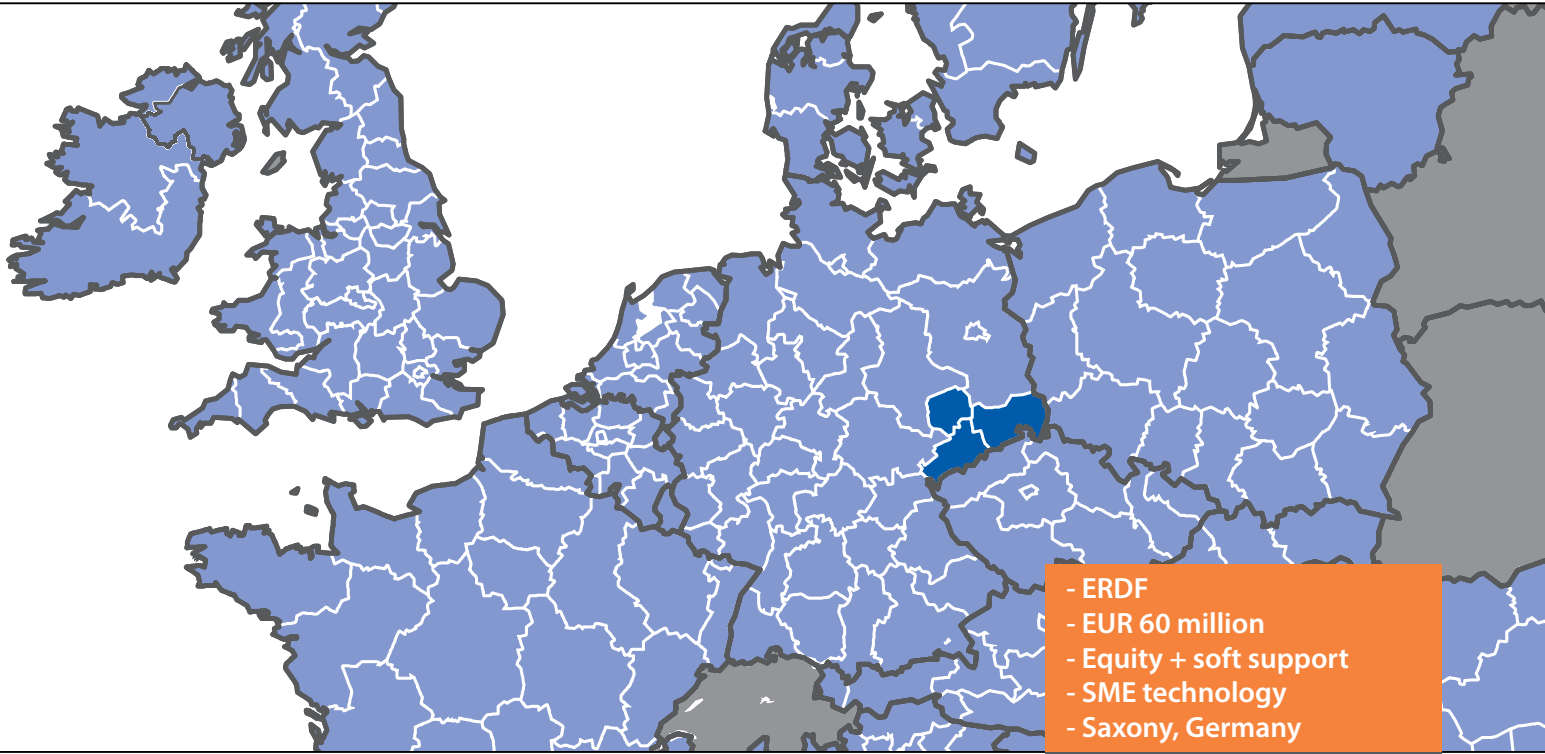 - ERDF
- EUR 60 million
- Equity + soft support
- SME technology
- Saxony, Germany